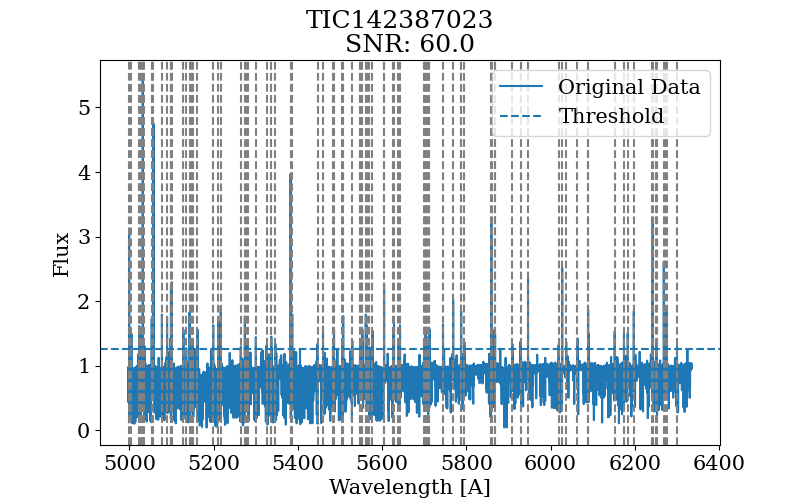 TIC142387023
SNR: 60.0
Original Data
Threshold
Flux
5
4
3
2
1
0
5000 5200 5400 5600 5800 6000 6200 6400
Wavelength [A]